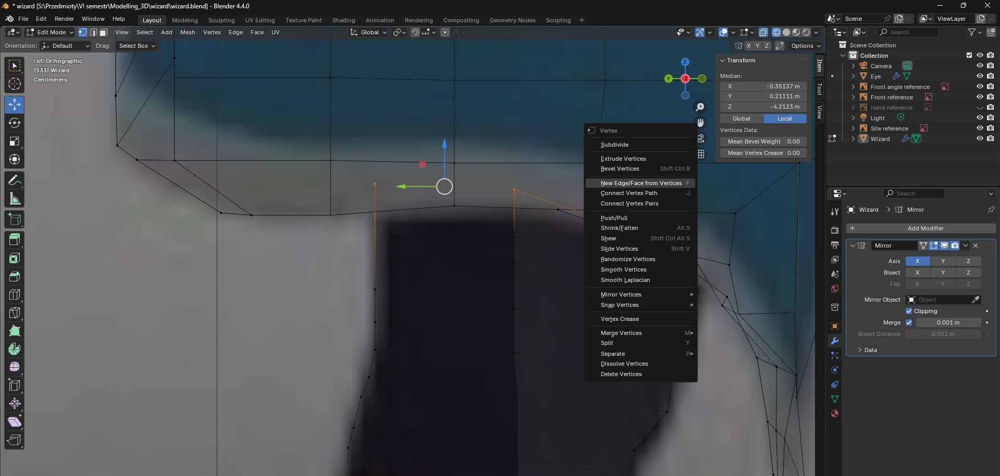 * wizard [S:\Przedmioty\VI semestr\Modelling_3D\wizard\wizard.blend] - Blender 4.4.0
File Edit Render Window Help Layout Modeling Sculpting UV Editing Texture Paint Shading Animation Rendering Compositing Geometry Nodes Scripting + Scene ViewLayer
Edit Mode View Select Add Mesh Vertex Edge Face UV Global Search
Orientation: Default Drag: Select Box X Y Z Options
Left Orthographic
(133) Wizard
Centimeters
Z
Y
-X
Transform
Median:
X -0.35137 m
Y 0.21111 m
Z -4.2123 m
Global Local
Vertices Data:
Mean Bevel Weight 0.00
Mean Vertex Crease 0.00
Item
Tool
View
Vertex
Subdivide
Extrude Vertices
Bevel Vertices Shift Ctrl B
New Edge/Face from Vertices F
Connect Vertex Path J
Connect Vertex Pairs
Push/Pull
Shrink/Fatten Alt S
Shear Shift Ctrl Alt S
Slide Vertices Shift V
Randomize Vertices
Smooth Vertices
Smooth Laplacian
Mirror Vertices
Snap Vertices
Vertex Crease
Merge Vertices M
Split Y
Separate P
Dissolve Vertices
Delete Vertices
Scene Collection
Collection
Camera
Eye
Front angle reference
Front reference
Hand reference
Light
Site reference
Wizard
Search
Wizard Mirror
Add Modifier
Mirror
Axis X Y Z
Bisect X Y Z
Flip X Y Z
Mirror Object Object
Clipping
Merge 0.001 m
Bisect Distance 0.001 m
Data